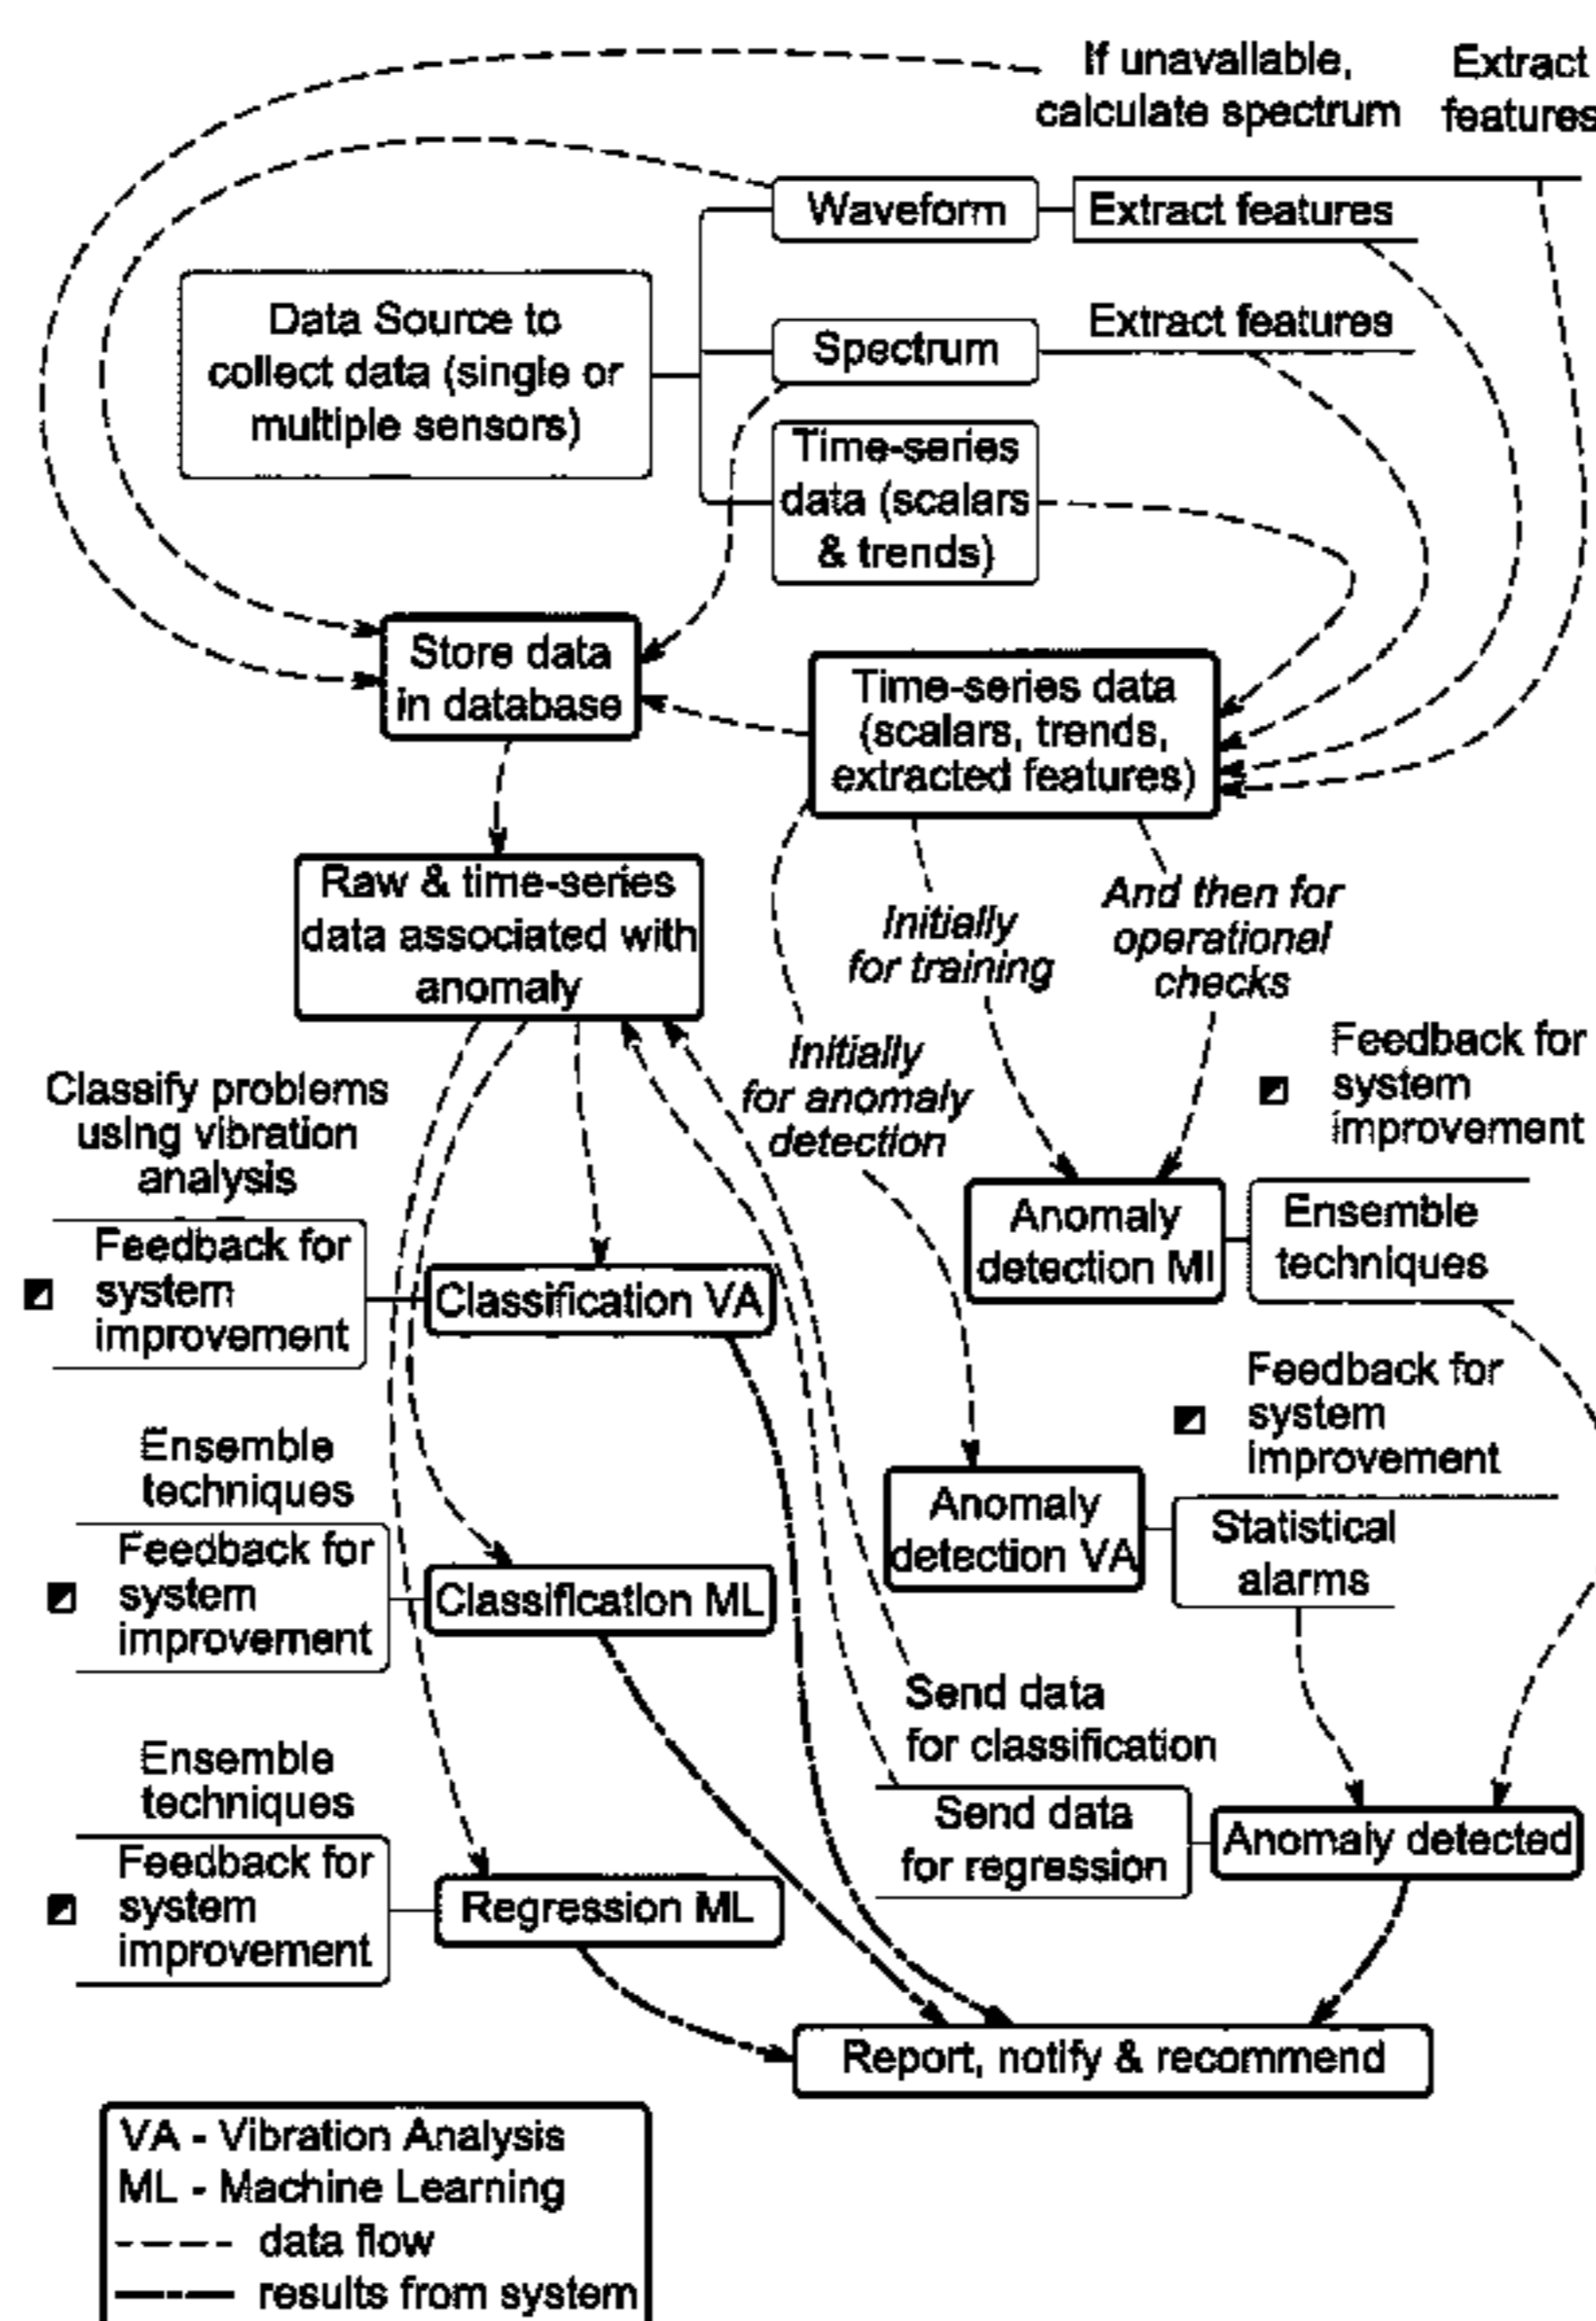 If unavailable,
calculate spectrum
Extract
features
Waveform
Extract features
Data Source to
collect data (single or
multiple sensors)
Spectrum
Extract features
Time-series
data (scalars
& trends)
Store data
in database
Time-series data
(scalars, trends,
extracted features)
Raw & time-series
data associated with
anomaly
Initially
for training
And then for
operational
checks
Initially
for anomaly
detection
Feedback for
system
improvement
Classify problems
using vibration
analysis
Anomaly
detection MI
Ensemble
techniques
Feedback for
system
improvement
Classification VA
Feedback for
system
improvement
Ensemble
techniques
Anomaly
detection VA
Statistical
alarms
Feedback for
system
improvement
Classification ML
Send data
for classification
Ensemble
techniques
Send data
for regression
Anomaly detected
Feedback for
system
improvement
Regression ML
Report, notify & recommend
VA - Vibration Analysis
ML - Machine Learning
data flow
results from system